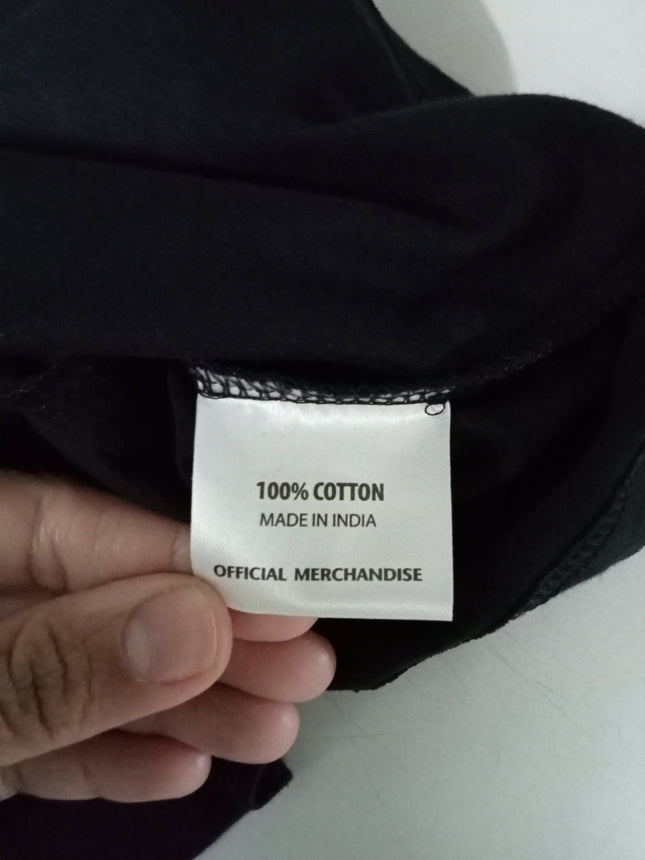 100% COTTON
MADE IN INDIA
OFFICIAL MERCHANDISE